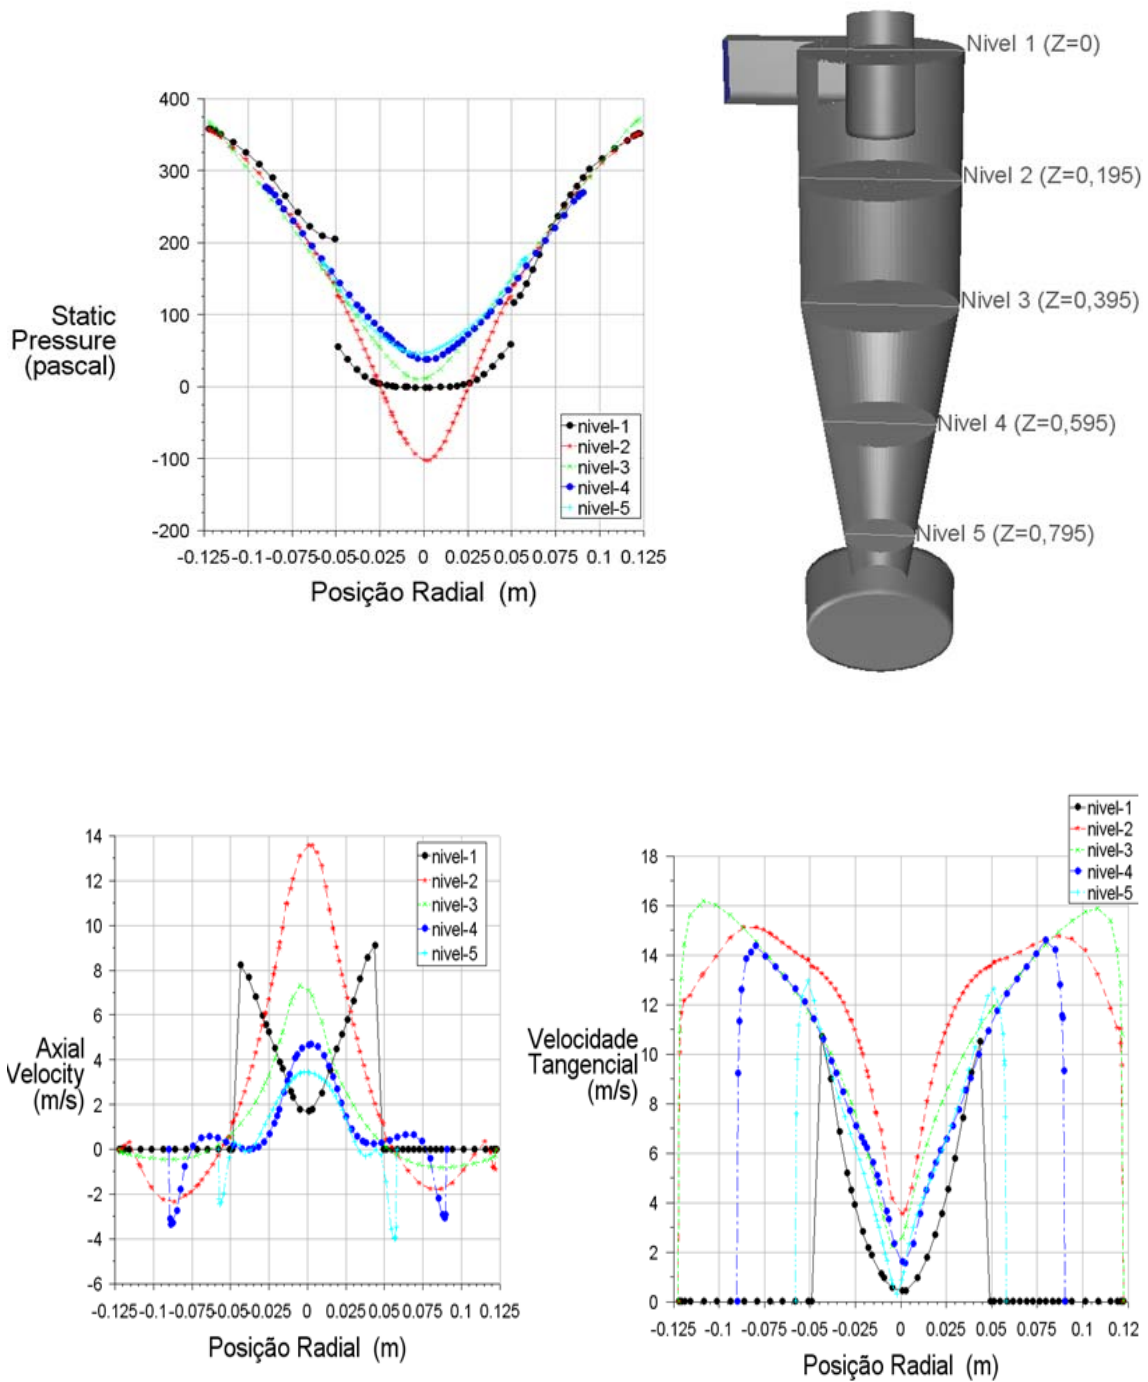 Nivel 1 (Z=0)
Nivel 2 (Z=0,195)
Nivel 3 (Z=0,395)
Nivel 4 (Z=0,595)
Nivel 5 (Z=0,795)
400
300
200
100
0
-100
-200
Static
Pressure
(pascal)
nivel-1
nivel-2
nivel-3
nivel-4
nivel-5
-0.125 -0.1 -0.075 -0.05 -0.025 0 0.025 0.05 0.075 0.1 0.125
Posição Radial (m)
14
12
10
8
6
4
2
0
-2
-4
-6
Axial
Velocity
(m/s)
nivel-1
nivel-2
nivel-3
nivel-4
nivel-5
-0.125 -0.1 -0.075 -0.05 -0.025 0 0.025 0.05 0.075 0.1 0.125
Posição Radial (m)
nivel-1
nivel-2
nivel-3
nivel-4
nivel-5
18
16
14
12
10
8
6
4
2
0
Velocidade
Tangencial
(m/s)
-0.125 -0.1 -0.075 -0.05 -0.025 0 0.025 0.05 0.075 0.1 0.12
Posição Radial (m)